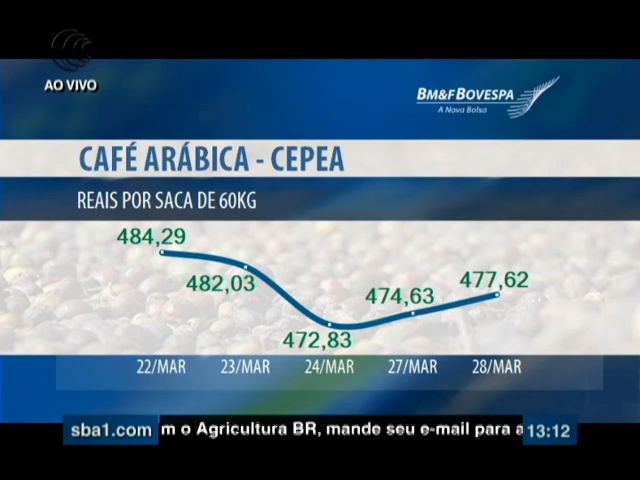 AO VIVO
BM&FBOVESPA
A Nova Bolsa
CAFÉ ARÁBICA - CEPEA
REAIS POR SACA DE 60KG
484,29
482,03
472,83
474,63
477,62
22/MAR 23/MAR 24/MAR 27/MAR 28/MAR
sba1.com m o Agricultura BR, mande seu e-mail para a 13:12